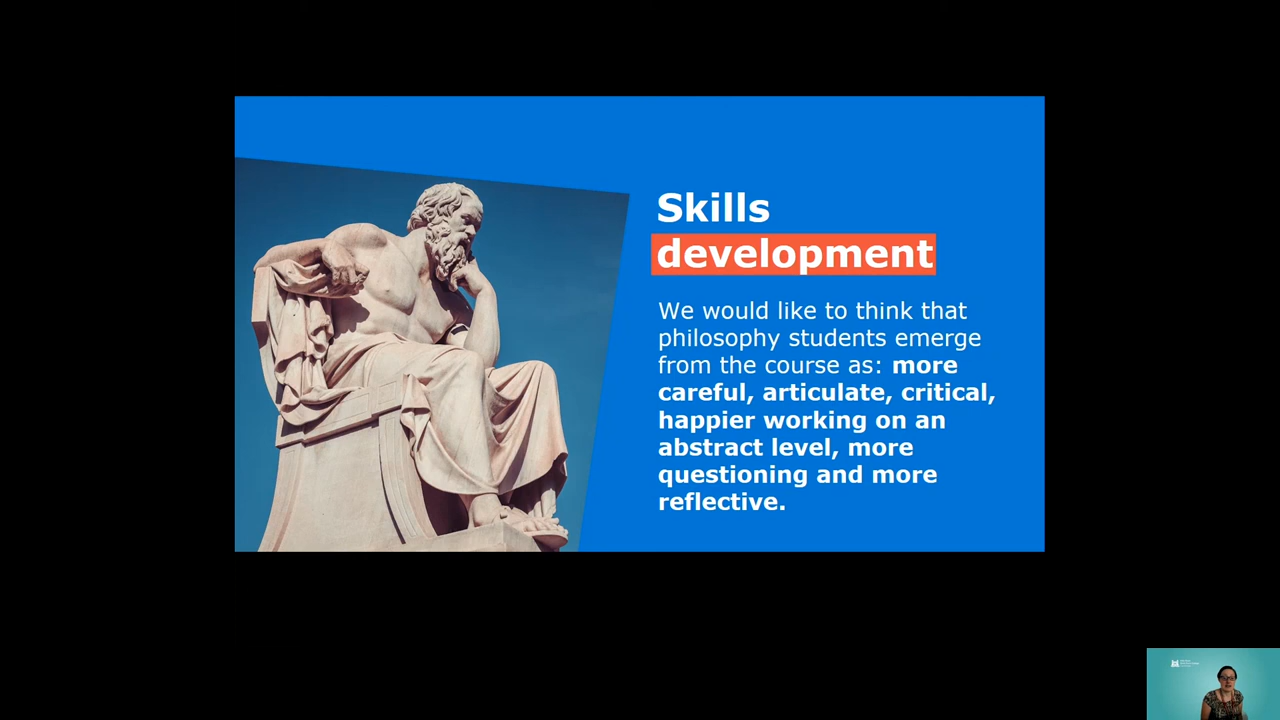 Skills
development
We would like to think that
philosophy students emerge
from the course as: more
careful, articulate, critical,
happier working on an
abstract level, more
questioning and more
reflective.